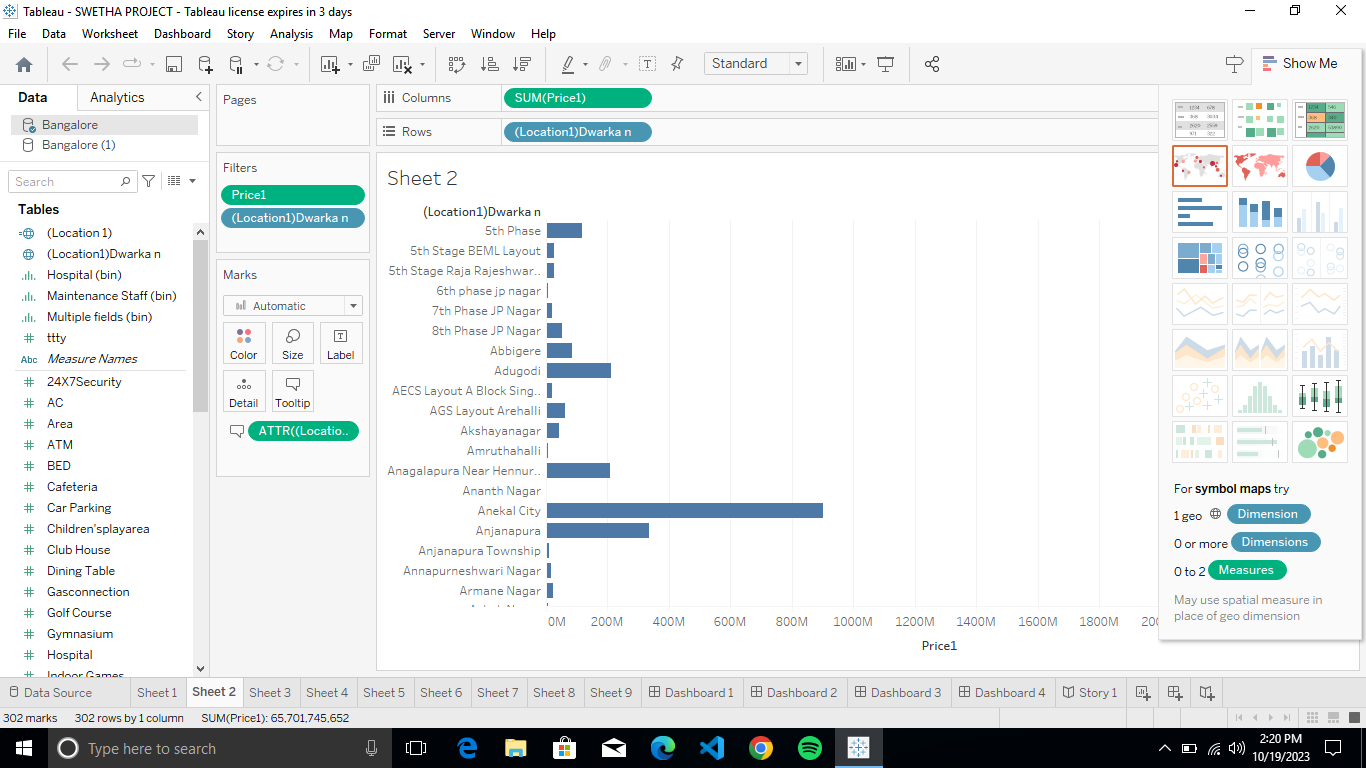 Tableau - SWETHA PROJECT - Tableau license expires in 3 days
File Data Worksheet Dashboard Story Analysis Map Format Server Window Help
Standard
Show Me
Data Analytics
Bangalore
Bangalore (1)
Search
Tables
(Location 1)
(Location1)Dwarka n
Hospital (bin)
Maintenance Staff (bin)
Multiple fields (bin)
ttty
Abc Measure Names
24X7Security
AC
Area
ATM
BED
Cafeteria
Car Parking
Children'splayarea
Club House
Dining Table
Gasconnection
Golf Course
Gymnasium
Hospital
Indoor Games
Pages
Filters
Price1
(Location1)Dwarka n
Marks
Automatic
Color Size Label
Detail Tooltip
ATTR((Locatio..
Columns SUM(Price1)
Rows (Location1)Dwarka n
Sheet 2
(Location1)Dwarka n
5th Phase
5th Stage BEML Layout
5th Stage Raja Rajeshwar..
6th phase jp nagar
7th Phase JP Nagar
8th Phase JP Nagar
Abbigere
Adugodi
AECS Layout A Block Sing..
AGS Layout Arehalli
Akshayanagar
Amruthahalli
Anagalapura Near Hennur..
Ananth Nagar
Anekal City
Anjanapura
Anjanapura Township
Annapurneshwari Nagar
Armane Nagar
0M 200M 400M 600M 800M 1000M 1200M 1400M 1600M 1800M
Price1
For symbol maps try
1 geo Dimension
0 or more Dimensions
0 to 2 Measures
May use spatial measure in
place of geo dimension
Data Source Sheet 1 Sheet 2 Sheet 3 Sheet 4 Sheet 5 Sheet 6 Sheet 7 Sheet 8 Sheet 9 Dashboard 1 Dashboard 2 Dashboard 3 Dashboard 4 Story 1
302 marks 302 rows by 1 column SUM(Price1): 65,701,745,652
Type here to search
2:20 PM
10/19/2023